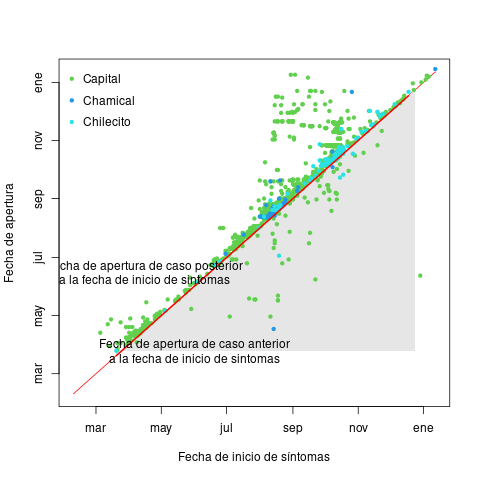 Capital
Chamical
Chilecito
ene
nov
sep
jul
may
mar
Fecha de apertura
cha de apertura de caso posterior
a la fecha de inicio de síntomas
Fecha de apertura de caso anterior
a la fecha de inicio de síntomas
mar may jul sep nov ene
Fecha de inicio de síntomas